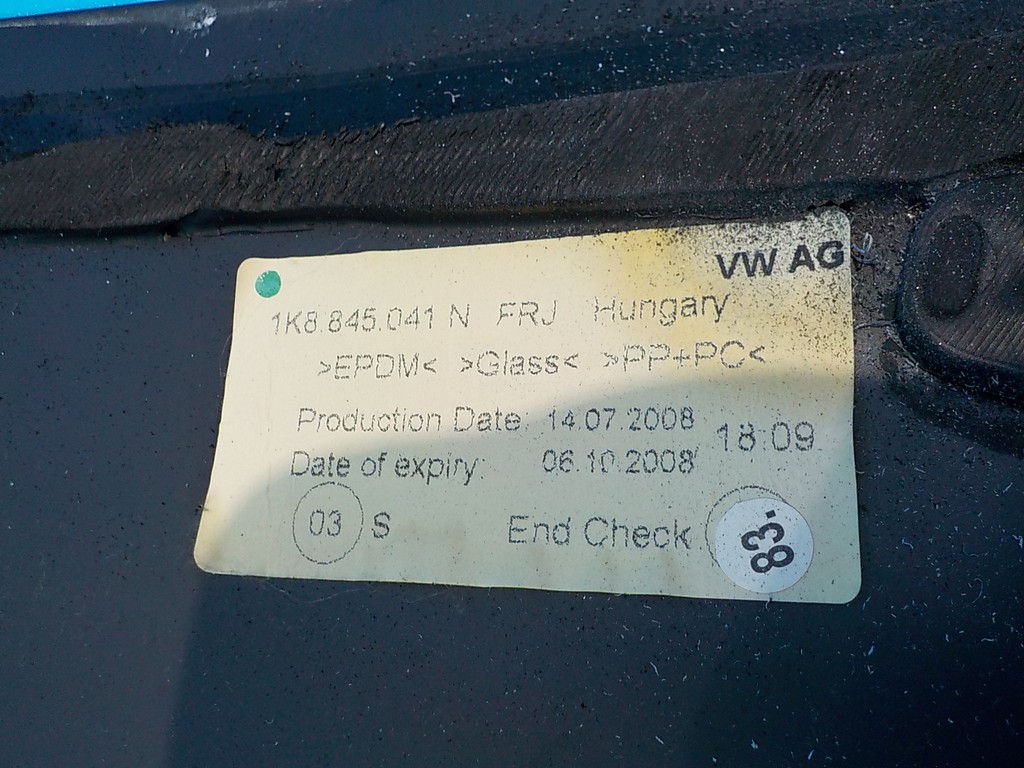 VW AG
1K8.845.041 N FRJ Hungary
>EPDM< >Glass< >PP+PC<
Production Date: 14.07.2008 18:09
Date of expiry: 06.10.2008
03 S End Check 83.